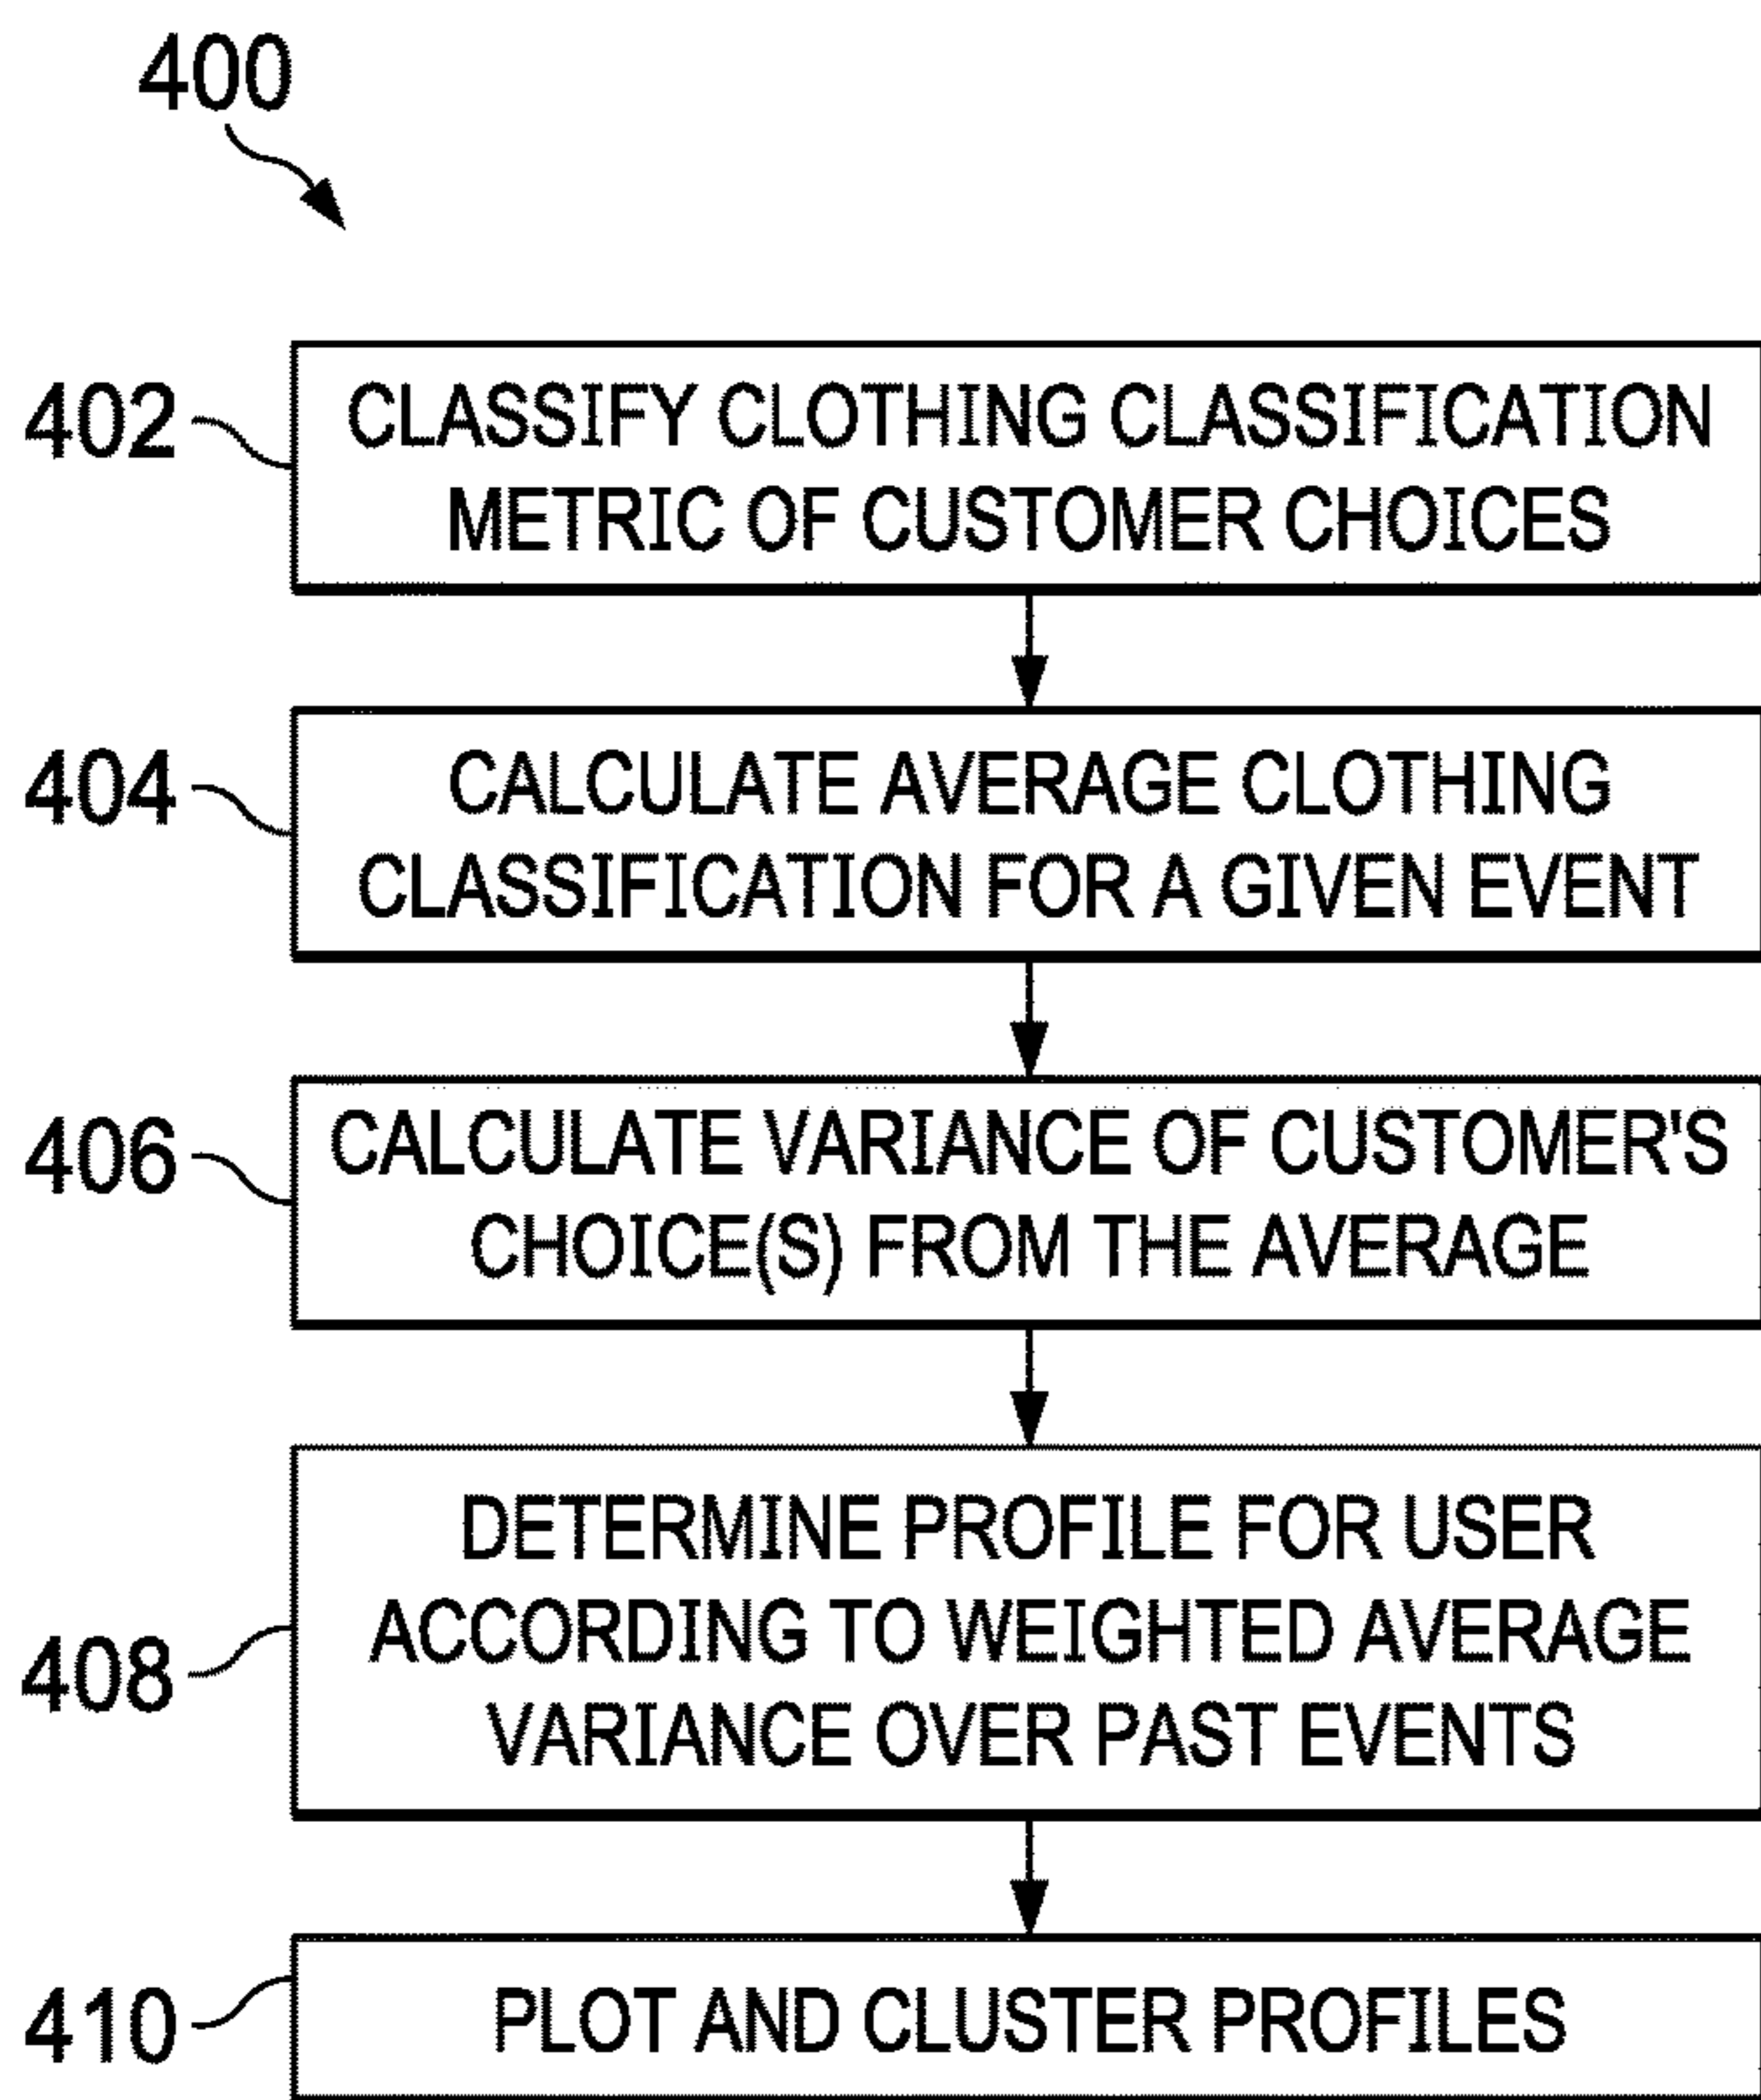 400
402
CLASSIFY CLOTHING CLASSIFICATION
METRIC OF CUSTOMER CHOICES
404
CALCULATE AVERAGE CLOTHING
CLASSIFICATION FOR A GIVEN EVENT
406
CALCULATE VARIANCE OF CUSTOMER'S
CHOICE(S) FROM THE AVERAGE
408
DETERMINE PROFILE FOR USER
ACCORDING TO WEIGHTED AVERAGE
VARIANCE OVER PAST EVENTS
410
PLOT AND CLUSTER PROFILES